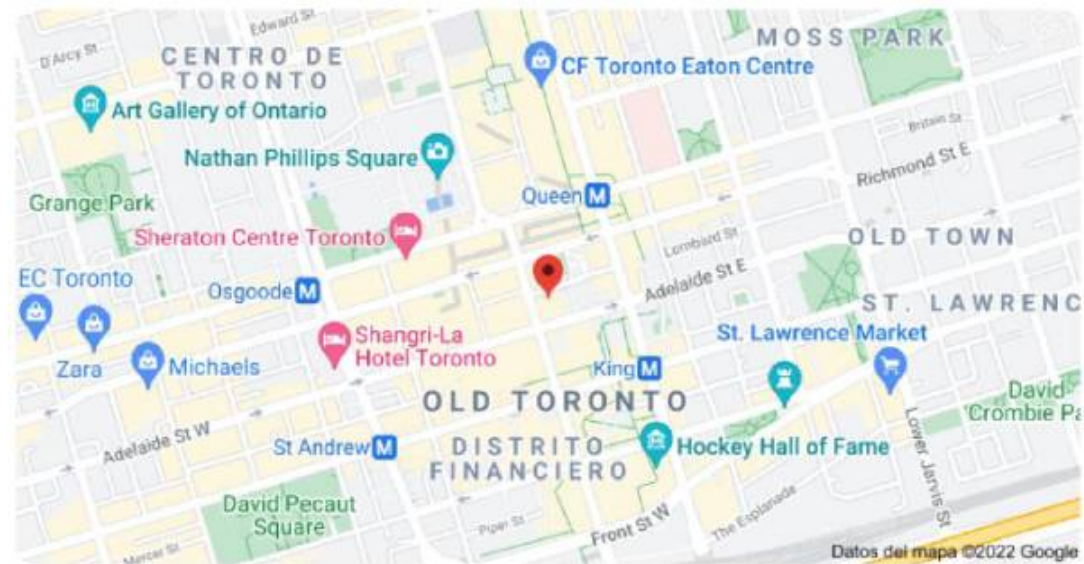 Edward St
D'Arcy St
CENTRO DE
TORONTO
MOSS PARK
CF Toronto Eaton Centre
Art Gallery of Ontario
Britain St
Nathan Phillips Square
Richmond St E
Queen M
Grange Park
Sheraton Centre Toronto
Lombard St
OLD TOWN
EC Toronto
Osgoode M
Adelaide St E
ST. LAWRENC
Shangri-La
Hotel Toronto
St. Lawrence Market
Zara
Michaels
King M
OLD TORONTO
David
Crombie Pa
Adelaide St W
St Andrew M
DISTRITO
FINANCIERO
Hockey Hall of Fame
Lower Jarvis St
David Pecaut
Square
Piper St
Front St W
The Esplanade
Mercer St
Datos del mapa ©2022 Google